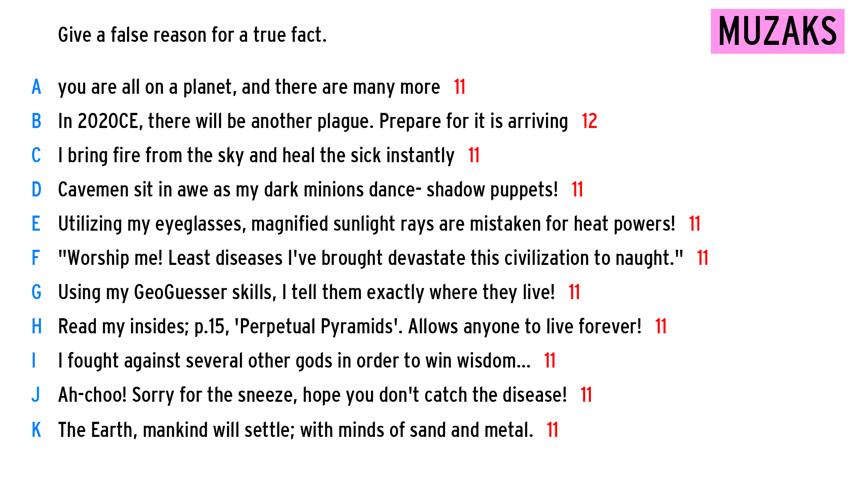 Give a false reason for a true fact.
MUZAKS
A you are all on a planet, and there are many more 11
B In 2020CE, there will be another plague. Prepare for it is arriving 12
C I bring fire from the sky and heal the sick instantly 11
D Cavemen sit in awe as my dark minions dance- shadow puppets! 11
E Utilizing my eyeglasses, magnified sunlight rays are mistaken for heat powers! 11
F "Worship me! Least diseases I've brought devastate this civilization to naught." 11
G Using my GeoGuesser skills, I tell them exactly where they live! 11
H Read my insides; p.15, 'Perpetual Pyramids'. Allows anyone to live forever! 11
I I fought against several other gods in order to win wisdom... 11
J Ah-choo! Sorry for the sneeze, hope you don't catch the disease! 11
K The Earth, mankind will settle; with minds of sand and metal. 11